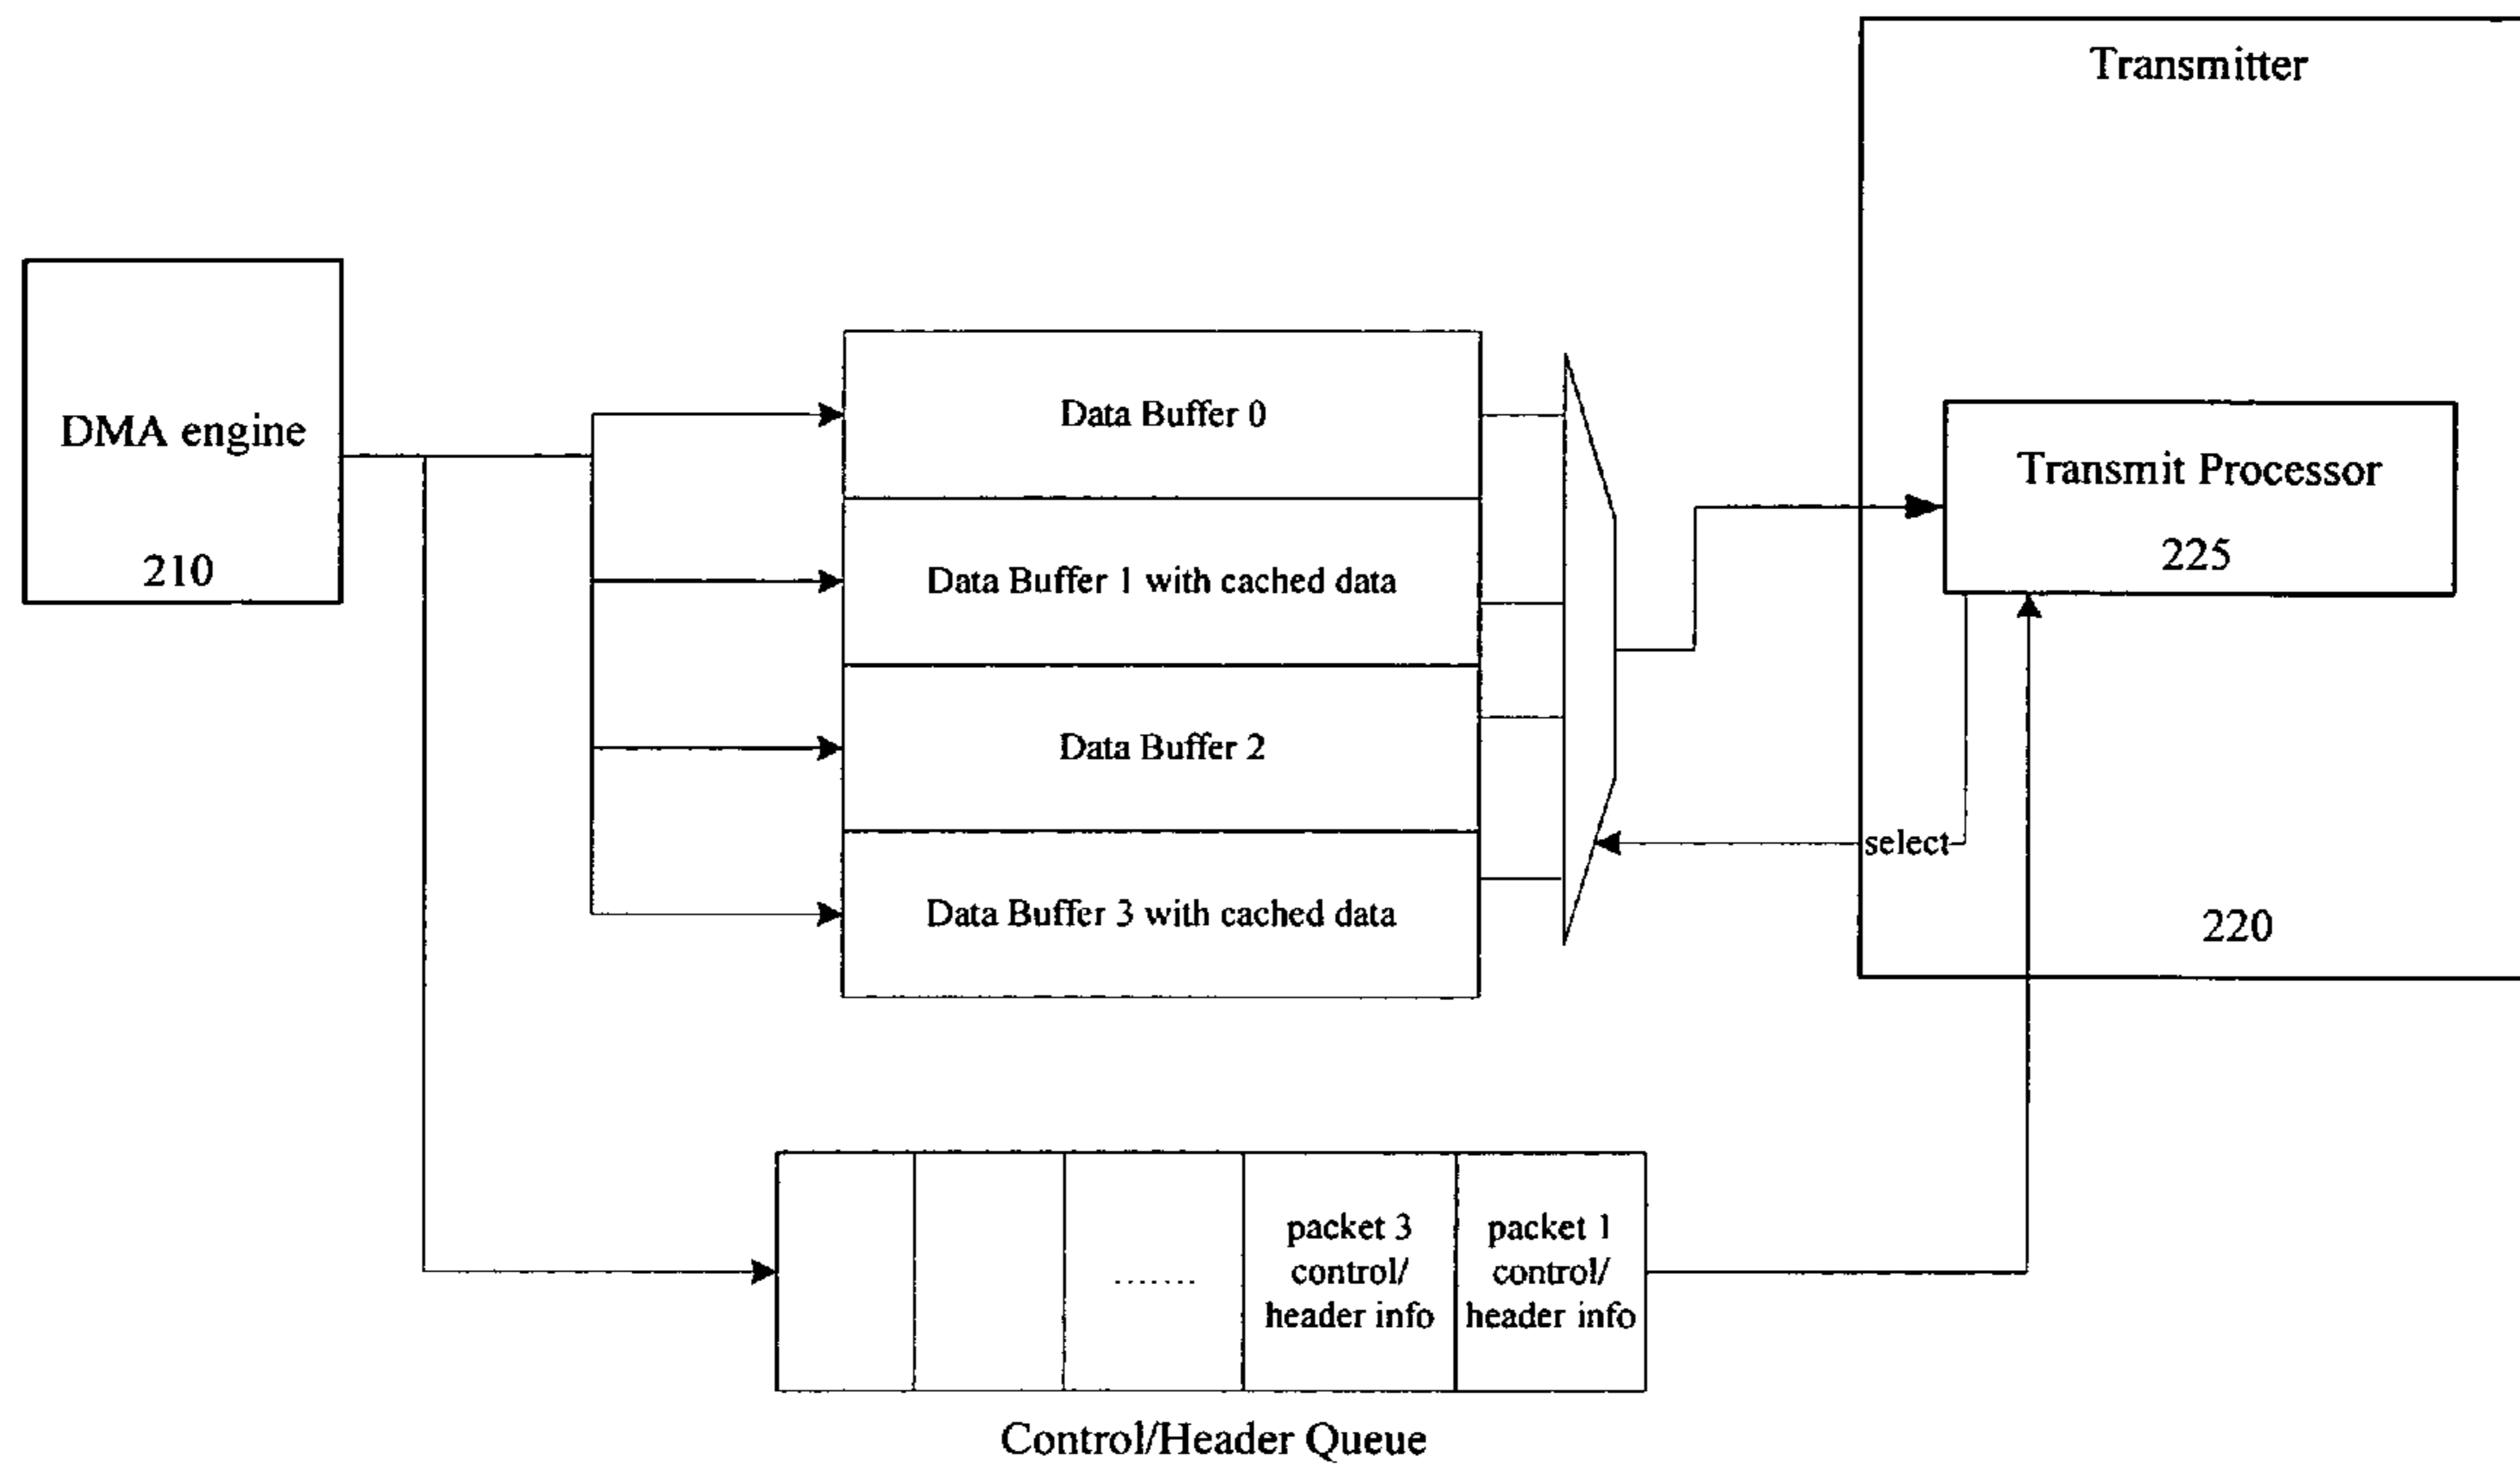 Transmitter
DMA engine
210
Data Buffer 0
Data Buffer 1 with cached data
Data Buffer 2
Data Buffer 3 with cached data
Transmit Processor
225
select
220
packet 3
control/
header info
packet 1
control/
header info
.......
Control/Header Queue